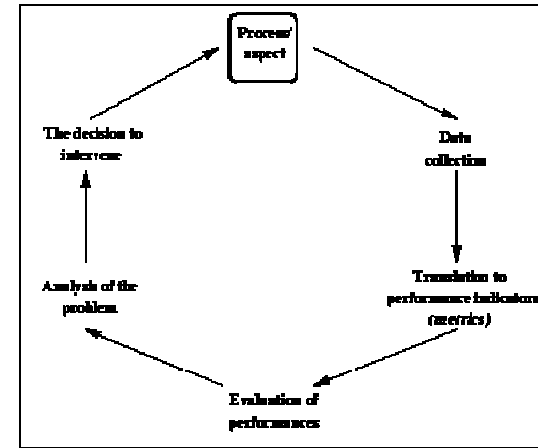 Process'
aspect
Data
collection
Translation to
performance indicators
(metrics)
Evaluation of
performances
Analysis of the
problem
The decision to
intervene